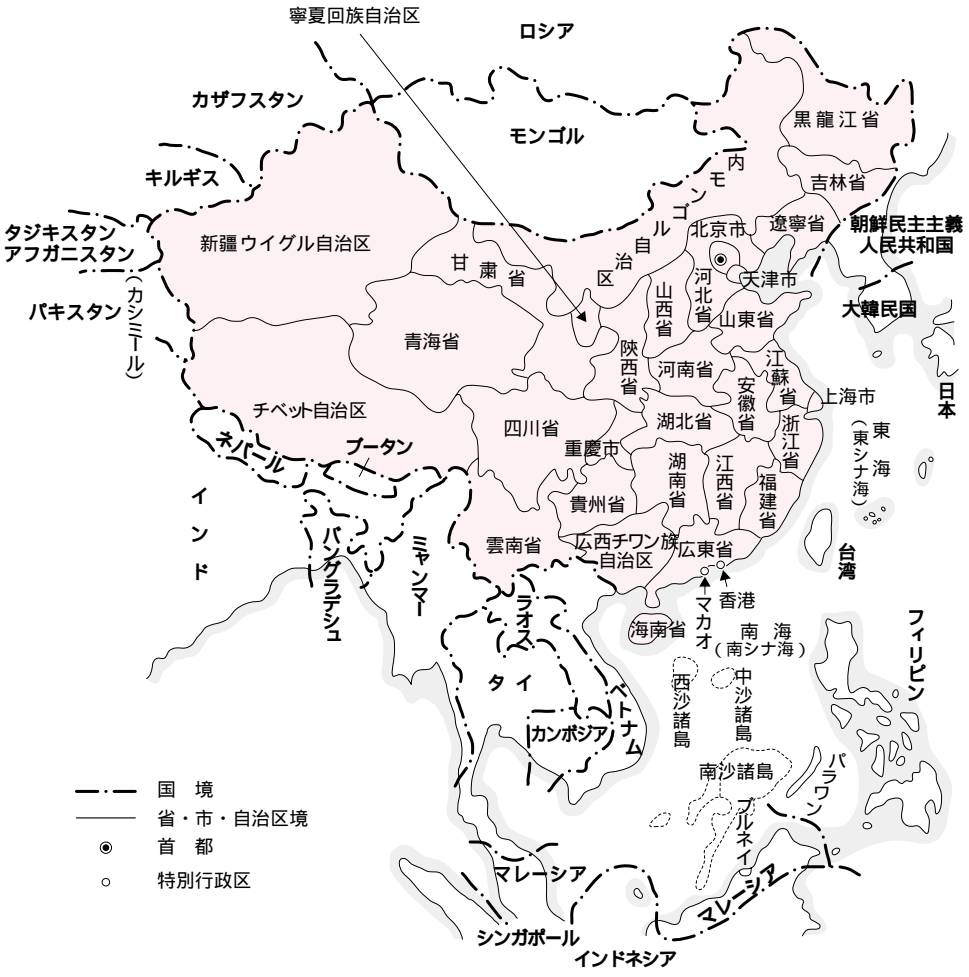 寧夏回族自治区
ロシア
カザフスタン
モンゴル
黒龍江省
内モンゴル自治区
吉林省
キルギス
遼寧省
朝鮮民主主義
人民共和国
タジキスタン
アフガニスタン
新疆ウイグル自治区
北京市
甘粛省
天津市
パキスタン
(カシミール)
山西省
河北省
大韓民国
山東省
青海省
陝西省
河南省
江蘇省
安徽省
上海市
日本
チベット自治区
四川省
重慶市
湖北省
浙江省
東海
(東シナ海)
ネパール
ブータン
湖南省
江西省
福建省
貴州省
インド
バングラデシュ
ミャンマー
雲南省
広西チワン族
自治区
広東省
台湾
香港
マカオ
ラオス
海南省
南海
(南シナ海)
フィリピン
タイ
ベトナム
西沙諸島
中沙諸島
カンボジア
南沙諸島
パラワン
ブルネイ
国境
省・市・自治区境
首都
特別行政区
マレーシア
マレーシア
シンガポール
インドネシア